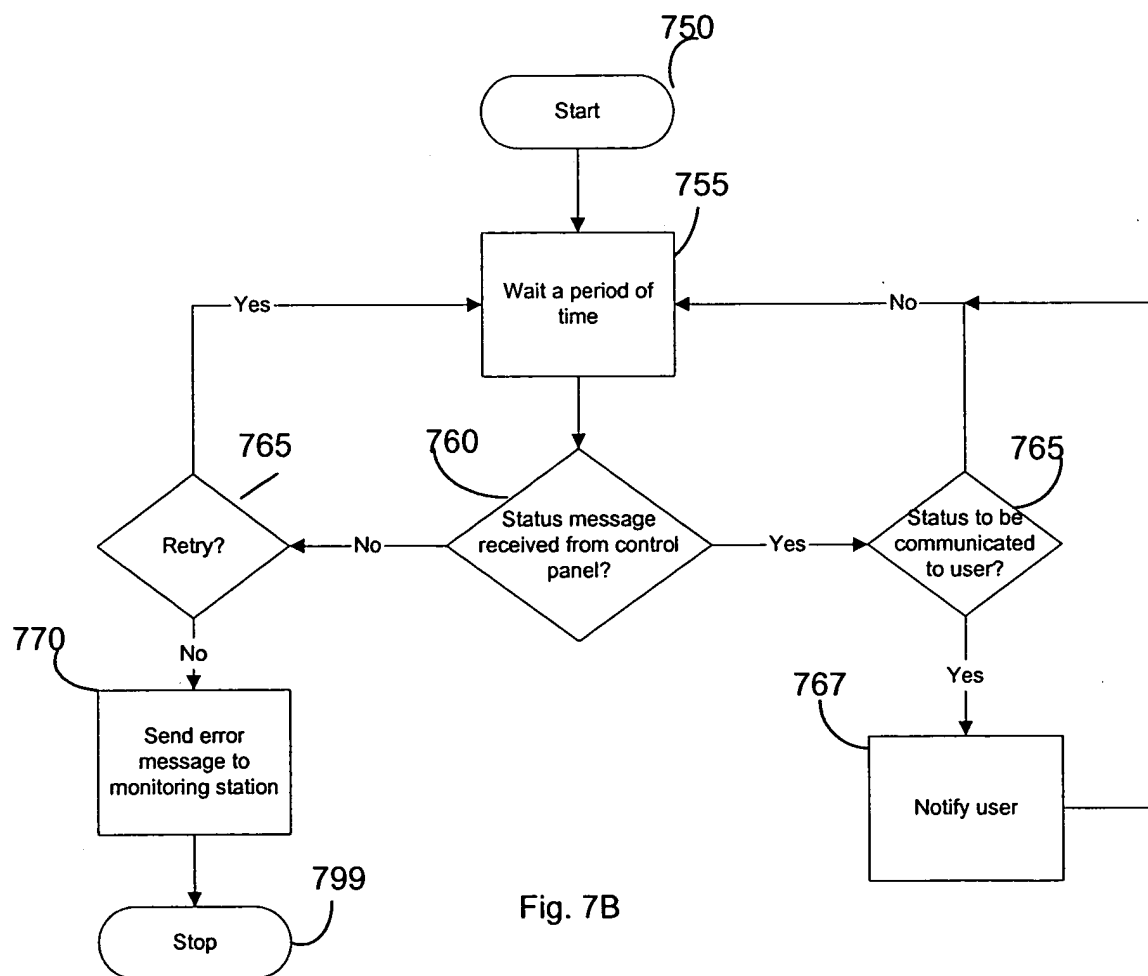 750
Start
755
Wait a period of
time
Yes
No
765
760
765
Retry?
No
Status message
received from control
panel?
Yes
Status to be
communicated
to user?
No
Yes
770
767
Send error
message to
monitoring station
Notify user
799
Stop
Fig. 7B